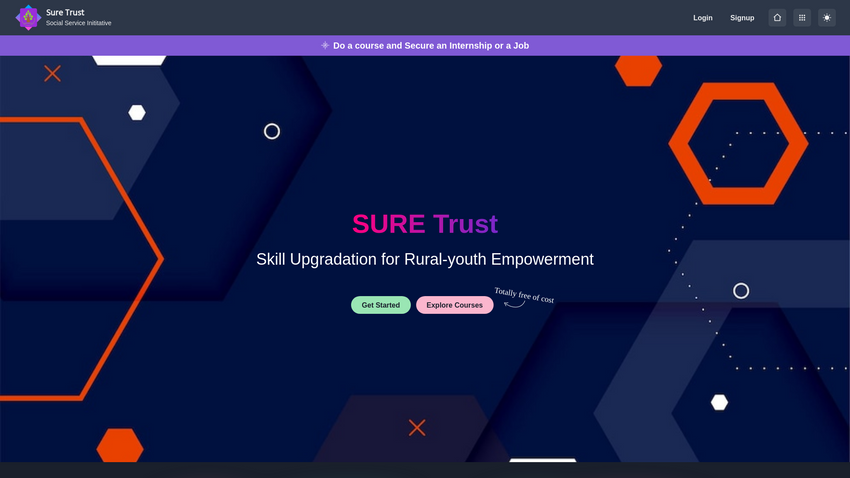 Sure Trust
Social Service Inititative
Login
Signup
Do a course and Secure an Internship or a Job
SURE Trust
Skill Upgradation for Rural-youth Empowerment
Get Started
Explore Courses
Totally free of cost